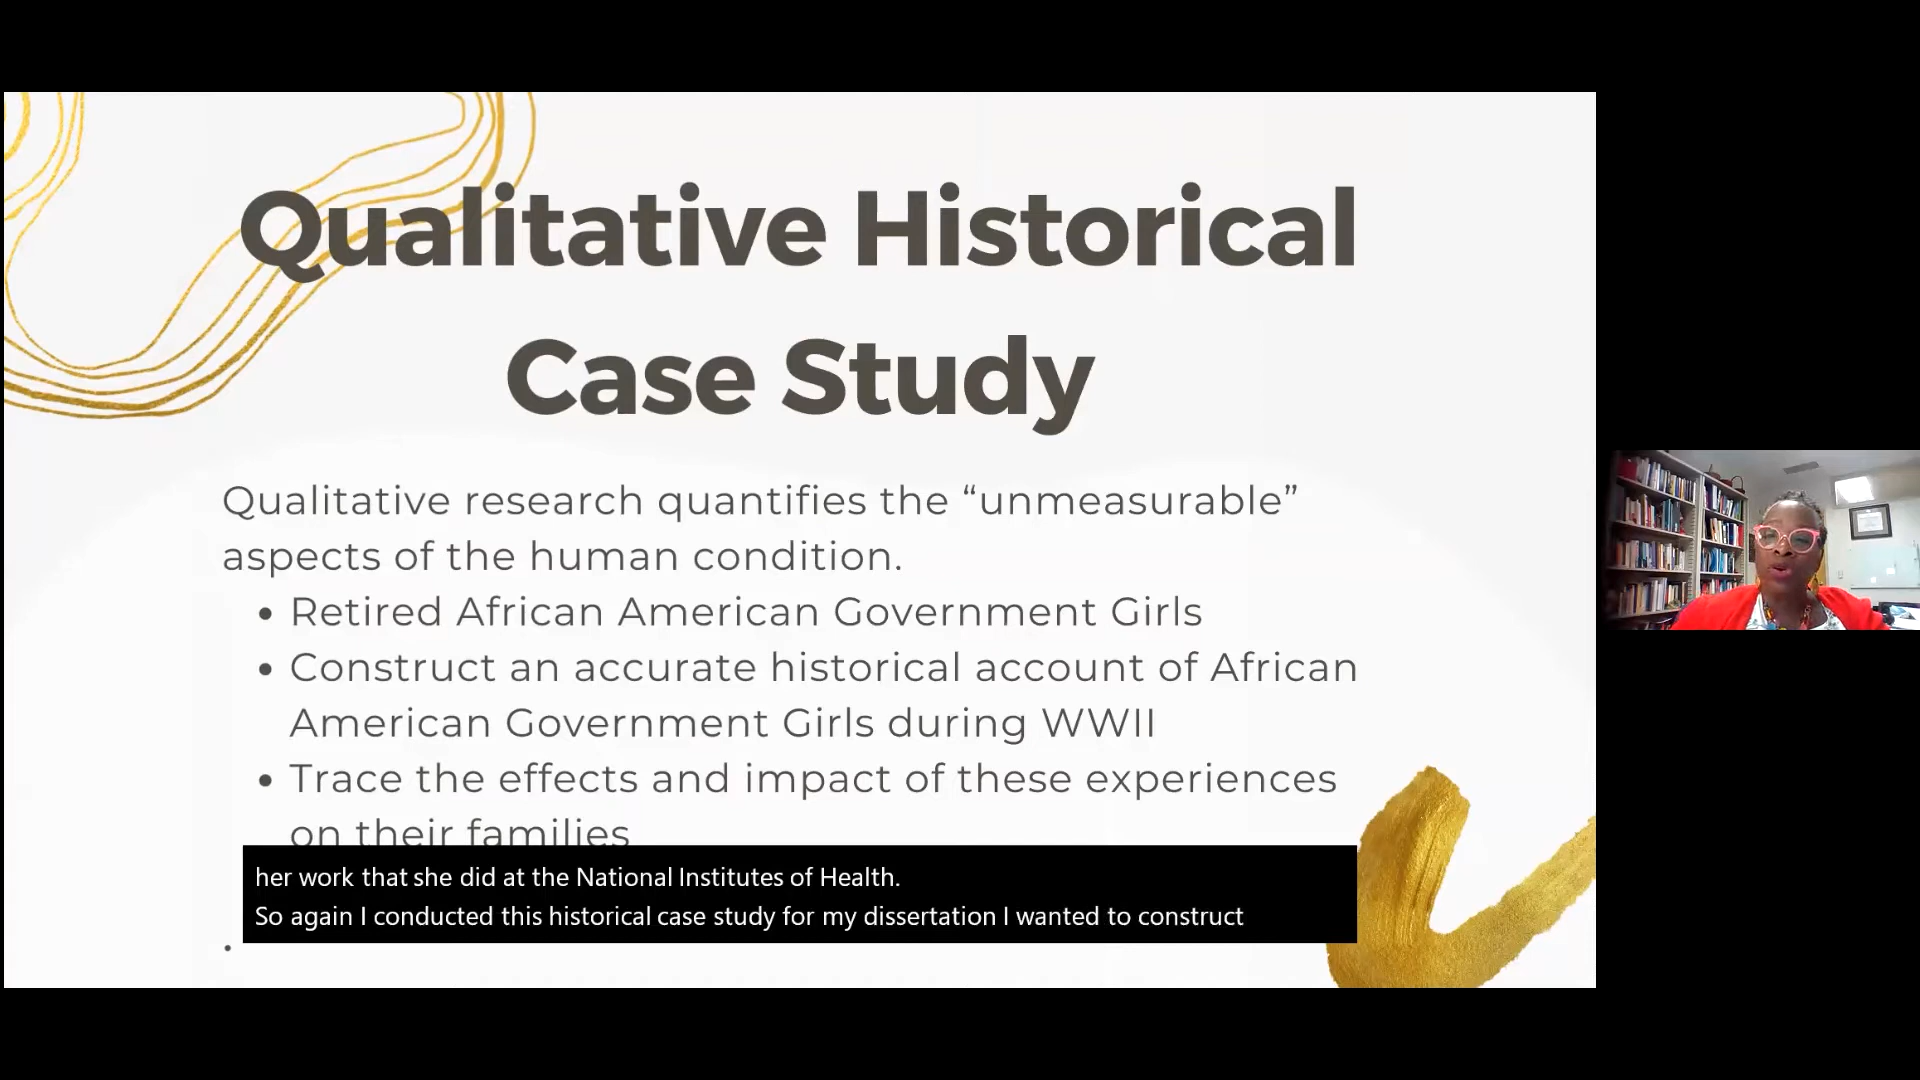 Qualitative Historical
Case Study
Qualitative research quantifies the “unmeasurable”
aspects of the human condition.
• Retired African American Government Girls
• Construct an accurate historical account of African
American Government Girls during WWII
• Trace the effects and impact of these experiences
on their families
her work that she did at the National Institutes of Health.
So again I conducted this historical case study for my dissertation I wanted to construct